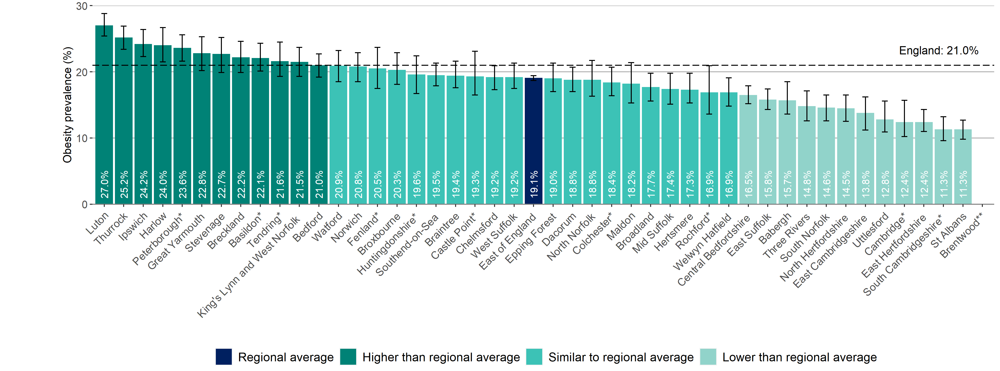 Obesity prevalence (%)
30
20
10
0
England: 21.0%
27.0%
25.2%
24.2%
24.0%
23.6%
22.8%
22.7%
22.2%
22.1%
21.6%
21.5%
21.0%
20.9%
20.8%
20.5%
20.3%
19.6%
19.5%
19.4%
19.3%
19.2%
19.2%
19.1%
19.0%
18.8%
18.8%
18.4%
18.2%
17.7%
17.4%
17.3%
16.9%
16.9%
16.5%
15.8%
15.7%
14.8%
14.6%
14.5%
13.8%
12.8%
12.4%
12.4%
11.3%
11.3%
Luton
Thurrock
Ipswich
Harlow
Peterborough*
Great Yarmouth
Stevenage
Breckland
Basildon*
Tendring*
King's Lynn and West Norfolk
Bedford
Watford
Norwich
Fenland*
Broxbourne
Huntingdonshire*
Southend-on-Sea
Braintree
Castle Point*
Chelmsford
West Suffolk
East of England
Epping Forest
Dacorum
North Norfolk
Colchester*
Maldon
Broadland
Mid Suffolk
Hertsmere
Rochford*
Welwyn Hatfield
Central Bedfordshire
East Suffolk
Babergh
Three Rivers
South Norfolk
North Hertfordshire
East Cambridgeshire
Uttlesford
Cambridge*
East Hertfordshire
South Cambridgeshire*
St Albans
Brentwood**
Regional average
Higher than regional average
Similar to regional average
Lower than regional average